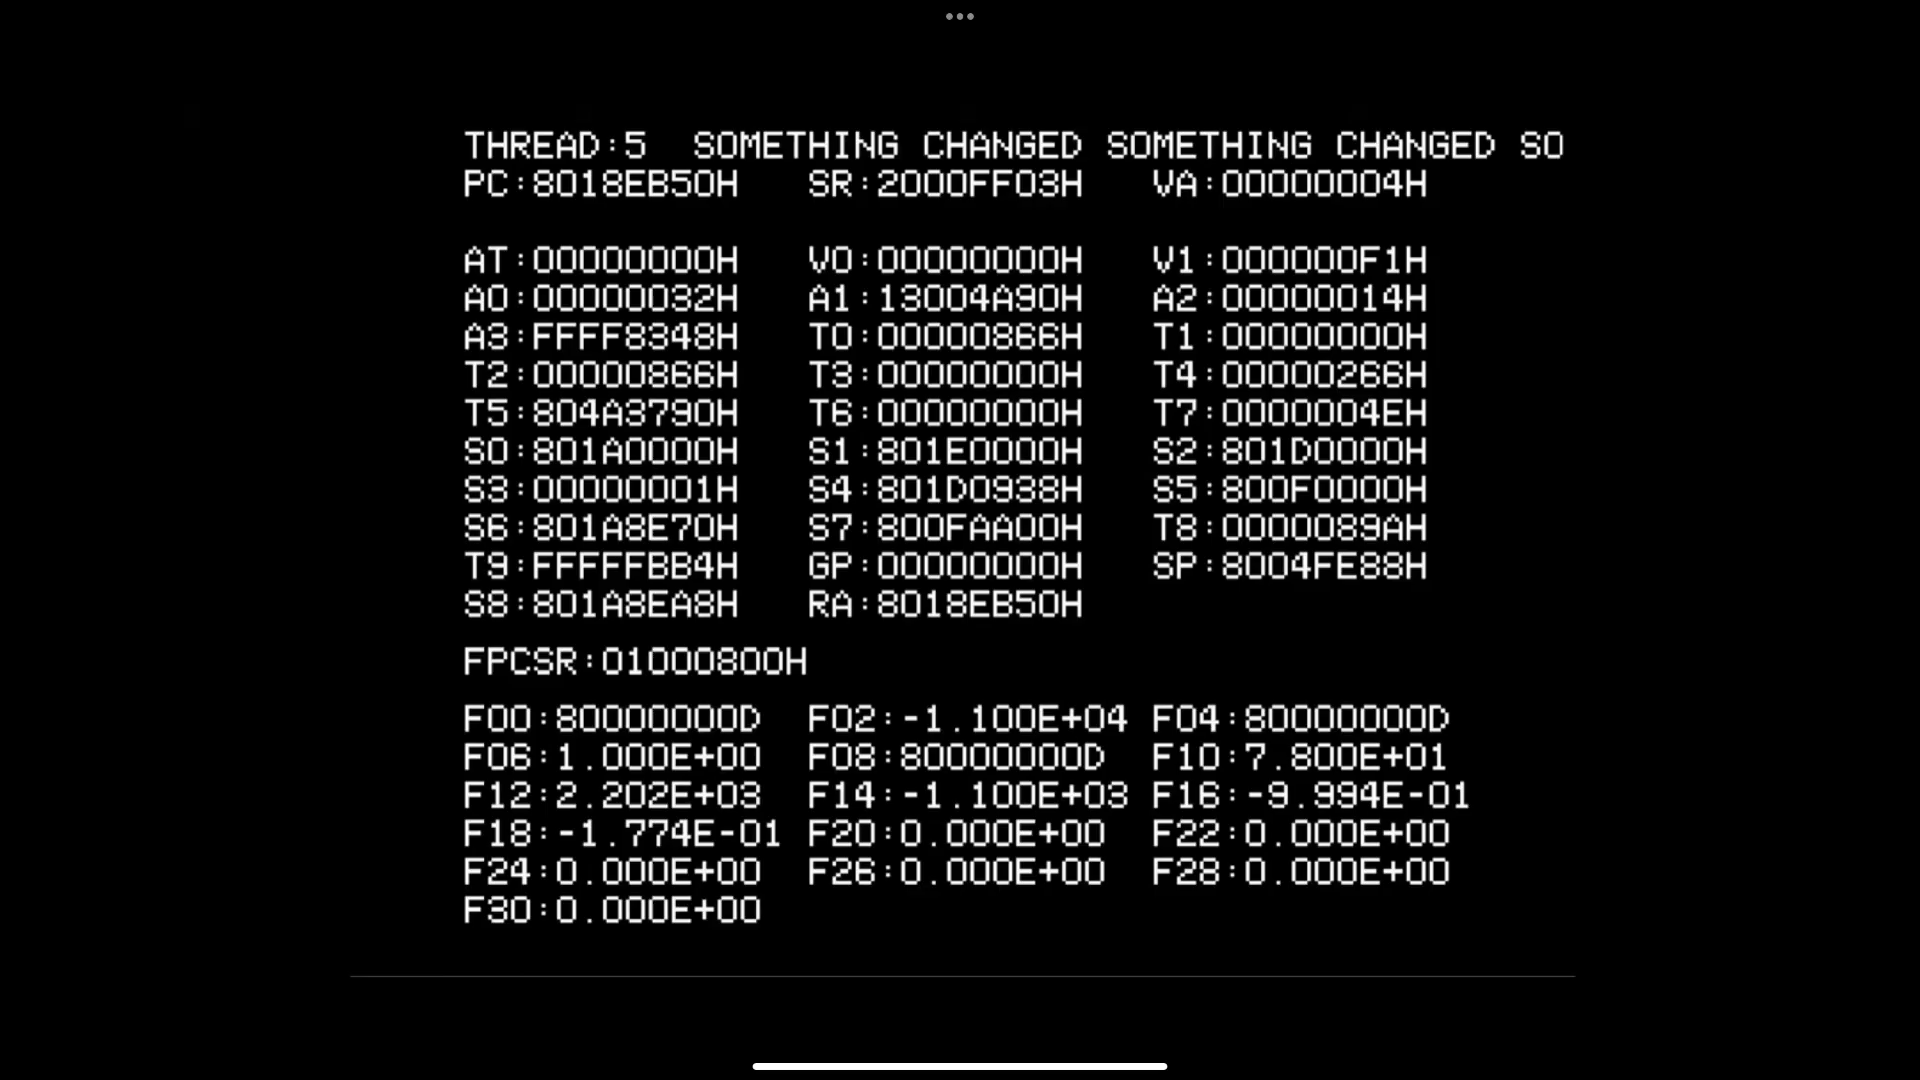 THREAD:5 SOMETHING CHANGED SOMETHING CHANGED SO
PC:8018EB50H SR:2000FF03H VA:00000004H
AT:00000000H V0:00000000H V1:000000F1H
A0:00000032H A1:13004A90H A2:00000014H
A3:FFFF8348H T0:00000866H T1:00000000H
T2:00000866H T3:00000000H T4:00000266H
T5:804A3790H T6:00000000H T7:0000004EH
S0:801A0000H S1:801E0000H S2:801D0000H
S3:00000001H S4:801D0938H S5:800F0000H
S6:801A8E70H S7:800FAA00H T8:0000089AH
T9:FFFFFBB4H GP:00000000H SP:8004FE88H
S8:801A8EA8H RA:8018EB50H
FPCSR:01000800H
F00:80000000D F02:-1.100E+04 F04:80000000D
F06:1.000E+00 F08:80000000D F10:7.800E+01
F12:2.202E+03 F14:-1.100E+03 F16:-9.994E-01
F18:-1.774E-01 F20:0.000E+00 F22:0.000E+00
F24:0.000E+00 F26:0.000E+00 F28:0.000E+00
F30:0.000E+00